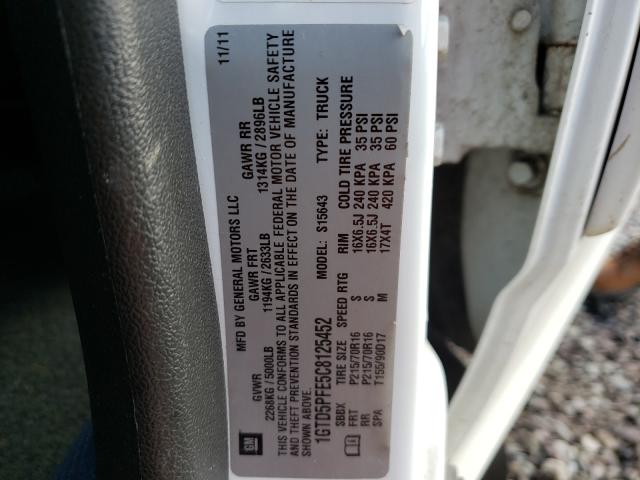 MFD BY GENERAL MOTORS LLC 11/11
GVWR GAWR FRT GAWR RR
2268KG / 5000LB 1194KG / 2633LB 1314KG / 2896LB
THIS VEHICLE CONFORMS TO ALL APPLICABLE FEDERAL MOTOR VEHICLE SAFETY
AND THEFT PREVENTION STANDARDS IN EFFECT ON THE DATE OF MANUFACTURE
SHOWN ABOVE.
1GTD5PFE5C8125452 MODEL: S15643 TYPE: TRUCK
SBBX TIRE SIZE SPEED RTG RIM COLD TIRE PRESSURE
FRT P215/70R16 S 16X6.5J 240 KPA 35 PSI
RR P215/70R16 S 16X6.5J 240 KPA 35 PSI
SPA T155/90D17 M 17X4T 420 KPA 60 PSI
GM